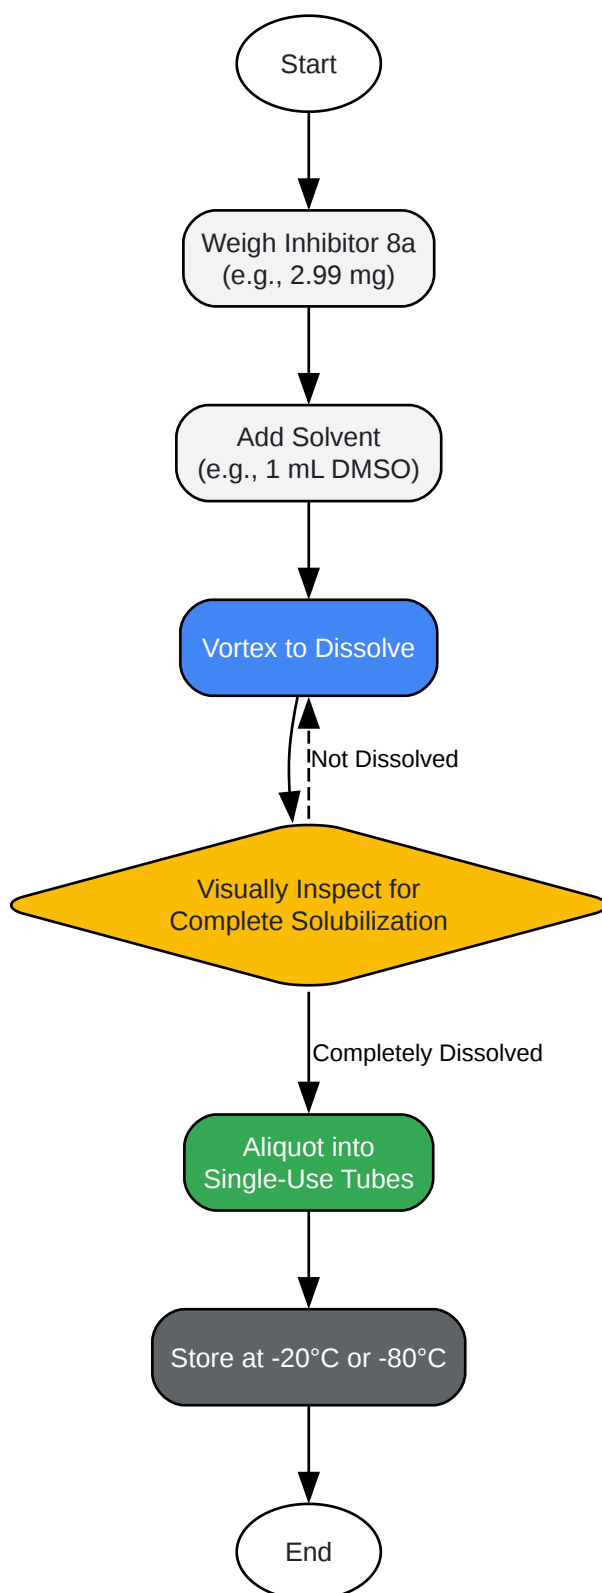 Start
Weigh Inhibitor 8a
(e.g., 2.99 mg)
Add Solvent
(e.g., 1 mL DMSO)
Vortex to Dissolve
Not Dissolved
Visually Inspect for
Complete Solubilization
Completely Dissolved
Aliquot into
Single-Use Tubes
Store at -20°C or -80°C
End